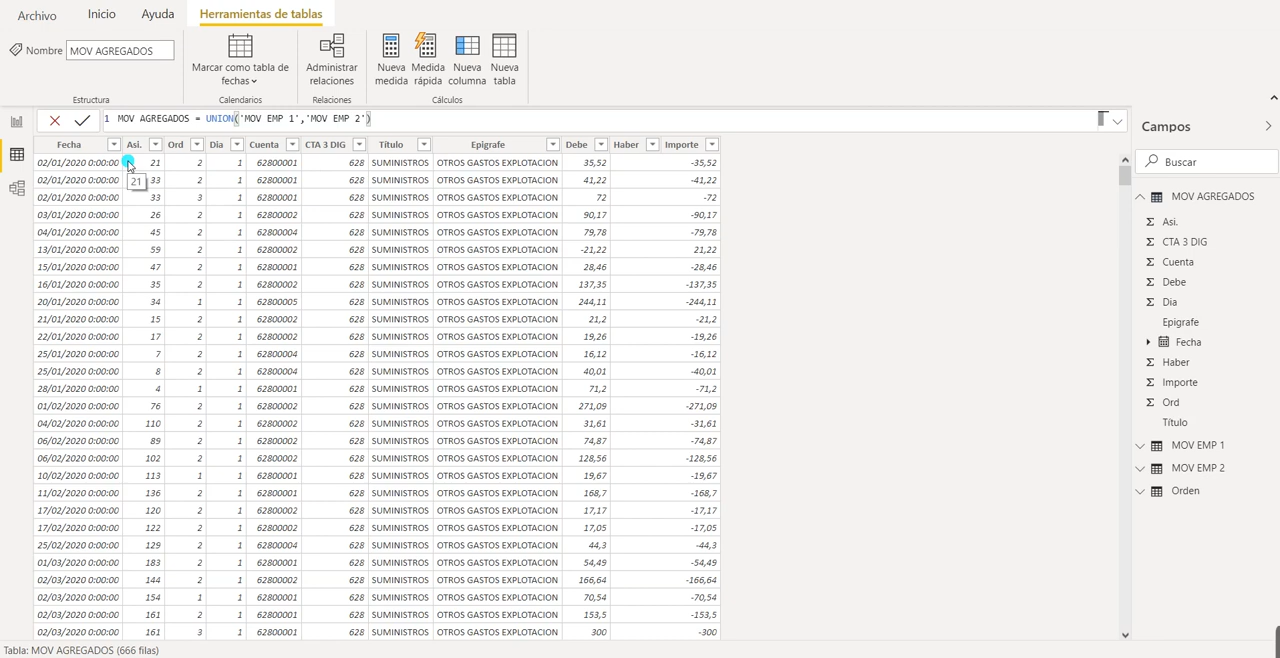 Archivo Inicio Ayuda Herramientas de tablas
Nombre MOV AGREGADOS
Marcar como tabla de fechas
Administrar relaciones
Nueva medida
Medida rápida
Nueva columna
Nueva tabla
Estructura Calendarios Relaciones Cálculos
1 MOV AGREGADOS = UNION('MOV EMP 1','MOV EMP 2')
Fecha Asi. Ord Dia Cuenta CTA 3 DIG Título Epigrafe Debe Haber Importe
02/01/2020 0:00:00 21 2 1 62800001 628 SUMINISTROS OTROS GASTOS EXPLOTACION 35,52 -35,52
21
02/01/2020 0:00:00 33 2 1 62800001 628 SUMINISTROS OTROS GASTOS EXPLOTACION 41,22 -41,22
02/01/2020 0:00:00 33 3 1 62800001 628 SUMINISTROS OTROS GASTOS EXPLOTACION 72 -72
03/01/2020 0:00:00 26 2 1 62800002 628 SUMINISTROS OTROS GASTOS EXPLOTACION 90,17 -90,17
04/01/2020 0:00:00 45 2 1 62800004 628 SUMINISTROS OTROS GASTOS EXPLOTACION 79,78 -79,78
13/01/2020 0:00:00 59 2 1 62800002 628 SUMINISTROS OTROS GASTOS EXPLOTACION -21,22 21,22
15/01/2020 0:00:00 47 2 1 62800001 628 SUMINISTROS OTROS GASTOS EXPLOTACION 28,46 -28,46
16/01/2020 0:00:00 35 2 1 62800002 628 SUMINISTROS OTROS GASTOS EXPLOTACION 137,35 -137,35
20/01/2020 0:00:00 34 1 1 62800005 628 SUMINISTROS OTROS GASTOS EXPLOTACION 244,11 -244,11
21/01/2020 0:00:00 15 2 1 62800002 628 SUMINISTROS OTROS GASTOS EXPLOTACION 21,2 -21,2
22/01/2020 0:00:00 17 2 1 62800002 628 SUMINISTROS OTROS GASTOS EXPLOTACION 19,26 -19,26
25/01/2020 0:00:00 7 2 1 62800004 628 SUMINISTROS OTROS GASTOS EXPLOTACION 16,12 -16,12
25/01/2020 0:00:00 8 2 1 62800004 628 SUMINISTROS OTROS GASTOS EXPLOTACION 40,01 -40,01
28/01/2020 0:00:00 4 1 1 62800001 628 SUMINISTROS OTROS GASTOS EXPLOTACION 71,2 -71,2
01/02/2020 0:00:00 76 2 1 62800002 628 SUMINISTROS OTROS GASTOS EXPLOTACION 271,09 -271,09
04/02/2020 0:00:00 110 2 1 62800002 628 SUMINISTROS OTROS GASTOS EXPLOTACION 31,61 -31,61
06/02/2020 0:00:00 89 2 1 62800002 628 SUMINISTROS OTROS GASTOS EXPLOTACION 74,87 -74,87
06/02/2020 0:00:00 102 2 1 62800002 628 SUMINISTROS OTROS GASTOS EXPLOTACION 128,56 -128,56
10/02/2020 0:00:00 113 1 1 62800001 628 SUMINISTROS OTROS GASTOS EXPLOTACION 19,67 -19,67
11/02/2020 0:00:00 136 2 1 62800001 628 SUMINISTROS OTROS GASTOS EXPLOTACION 168,7 -168,7
17/02/2020 0:00:00 120 2 1 62800002 628 SUMINISTROS OTROS GASTOS EXPLOTACION 17,17 -17,17
17/02/2020 0:00:00 122 2 1 62800002 628 SUMINISTROS OTROS GASTOS EXPLOTACION 17,05 -17,05
25/02/2020 0:00:00 129 2 1 62800004 628 SUMINISTROS OTROS GASTOS EXPLOTACION 44,3 -44,3
01/03/2020 0:00:00 183 2 1 62800001 628 SUMINISTROS OTROS GASTOS EXPLOTACION 54,49 -54,49
02/03/2020 0:00:00 144 2 1 62800002 628 SUMINISTROS OTROS GASTOS EXPLOTACION 166,64 -166,64
02/03/2020 0:00:00 154 1 1 62800001 628 SUMINISTROS OTROS GASTOS EXPLOTACION 70,54 -70,54
02/03/2020 0:00:00 161 2 1 62800001 628 SUMINISTROS OTROS GASTOS EXPLOTACION 153,5 -153,5
02/03/2020 0:00:00 161 3 1 62800001 628 SUMINISTROS OTROS GASTOS EXPLOTACION 300 -300
Tabla: MOV AGREGADOS (666 filas)
Campos
Buscar
MOV AGREGADOS
Asi.
CTA 3 DIG
Cuenta
Debe
Dia
Epigrafe
Fecha
Haber
Importe
Ord
Título
MOV EMP 1
MOV EMP 2
Orden